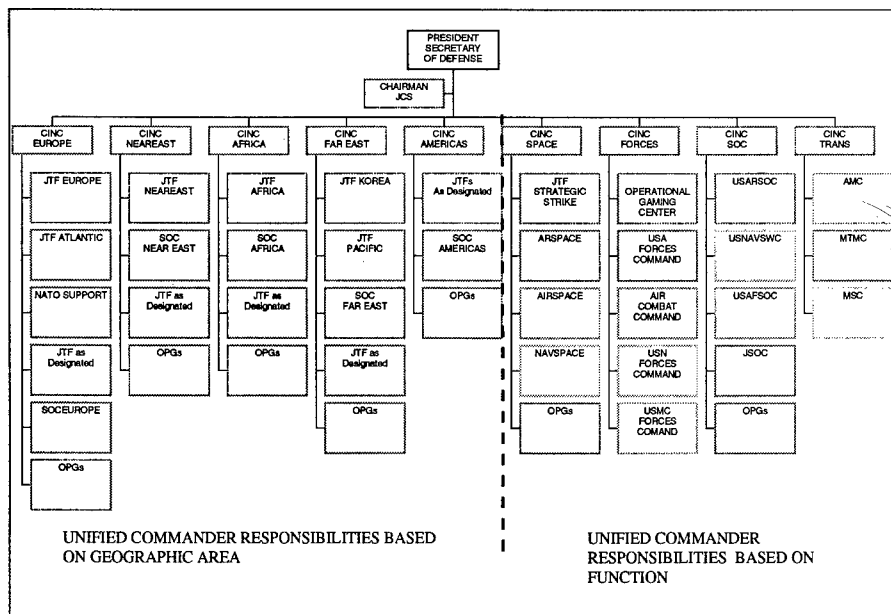 PRESIDENT
SECRETARY
OF DEFENSE
CHAIRMAN
JCS
CINC
EUROPE
JTF EUROPE
JTF ATLANTIC
NATO SUPPORT
JTF as
Designated
SOCEUROPE
OPGs
CINC
NEAREAST
JTF
NEAREAST
SOC
NEAR EAST
JTF as
Designated
OPGs
CINC
AFRICA
JTF
AFRICA
SOC
AFRICA
JTF as
Designated
OPGs
CINC
FAR EAST
JTF KOREA
JTF
PACIFIC
SOC
FAR EAST
JTF as
Designated
OPGs
CINC
AMERICAS
JTFs
As Designated
SOC
AMERICAS
OPGs
CINC
SPACE
JTF
STRATEGIC
STRIKE
ARSPACE
AIRSPACE
NAVSPACE
OPGs
CINC
FORCES
OPERATIONAL
GAMING
CENTER
USA
FORCES
COMMAND
AIR
COMBAT
COMMAND
USN
FORCES
COMMAND
USMC
FORCES
COMAND
CINC
SOC
USARSOC
USNAVSWC
USAFSOC
JSOC
OPGs
CINC
TRANS
AMC
MTMC
MSC
UNIFIED COMMANDER RESPONSIBILITIES BASED
ON GEOGRAPHIC AREA
UNIFIED COMMANDER
RESPONSIBILITIES BASED ON
FUNCTION